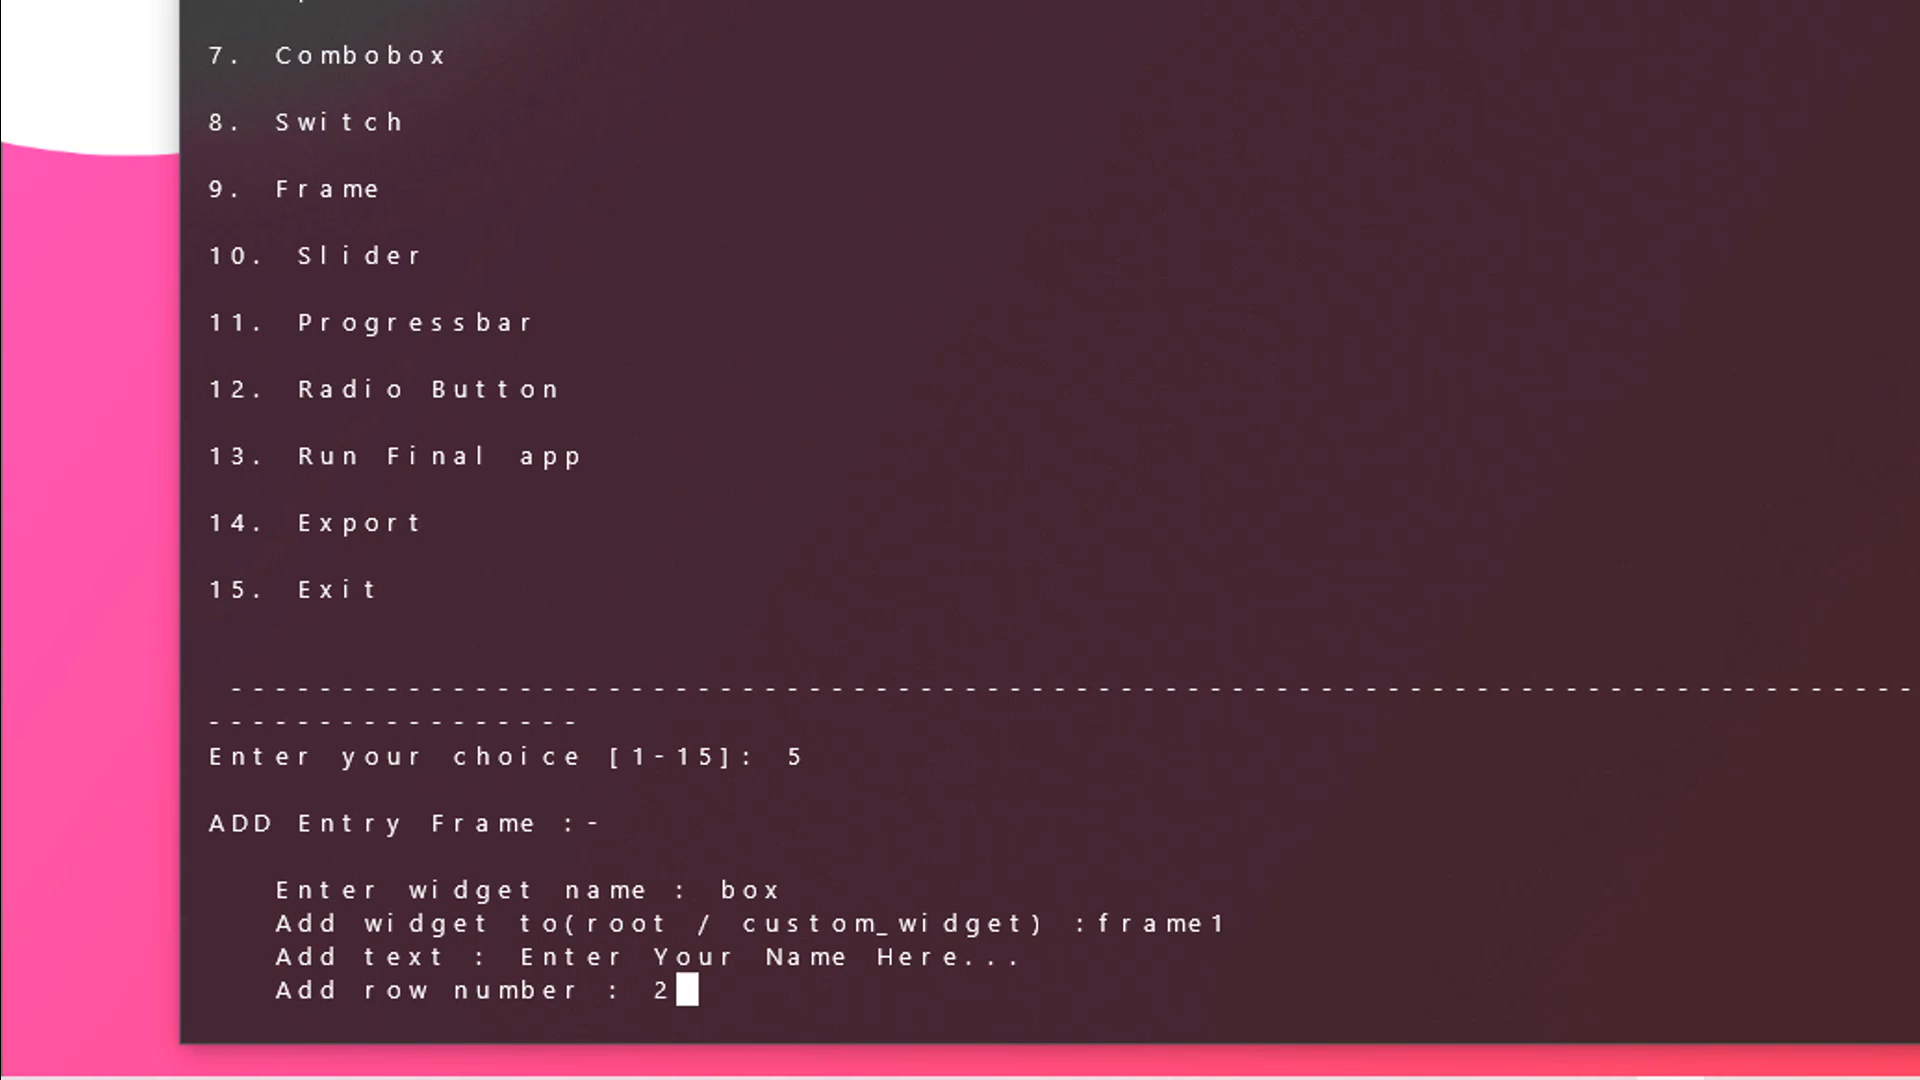 7. Combobox
8. Switch
9. Frame
10. Slider
11. Progressbar
12. Radio Button
13. Run Final app
14. Export
15. Exit
----------------------------------------------------------------------------
-----------------
Enter your choice [1-15]: 5
ADD Entry Frame :-
Enter widget name : box
Add widget to(root / custom_widget) :frame1
Add text : Enter Your Name Here...
Add row number : 2